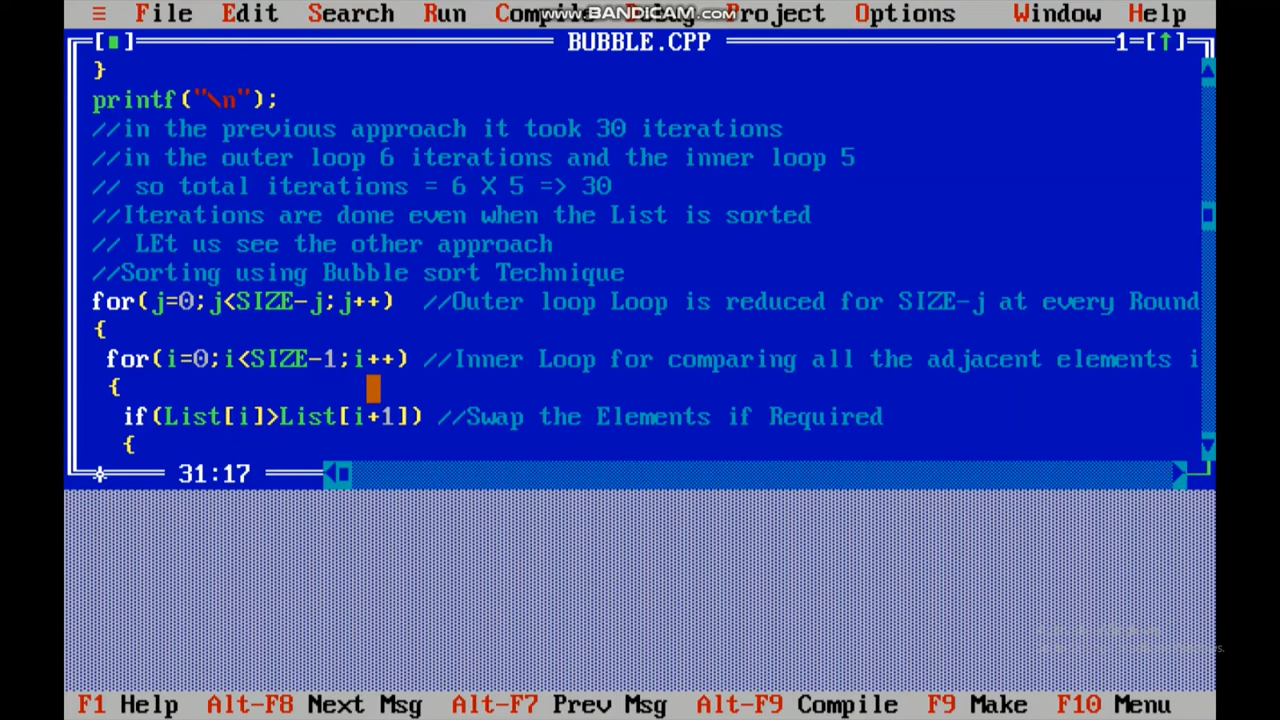 ≡ File Edit Search Run Compile Debug Project Options Window Help
www.BANDICAM.com
BUBBLE.CPP 1=[↑]
}
printf("\n");
//in the previous approach it took 30 iterations
//in the outer loop 6 iterations and the inner loop 5
// so total iterations = 6 X 5 => 30
//Iterations are done even when the List is sorted
// LEt us see the other approach
//Sorting using Bubble sort Technique
for(j=0;j<SIZE-j;j++) //Outer loop Loop is reduced for SIZE-j at every Round
{
for(i=0;i<SIZE-1;i++) //Inner Loop for comparing all the adjacent elements i
{
if(List[i]>List[i+1]) //Swap the Elements if Required
{
31:17
F1 Help Alt-F8 Next Msg Alt-F7 Prev Msg Alt-F9 Compile F9 Make F10 Menu